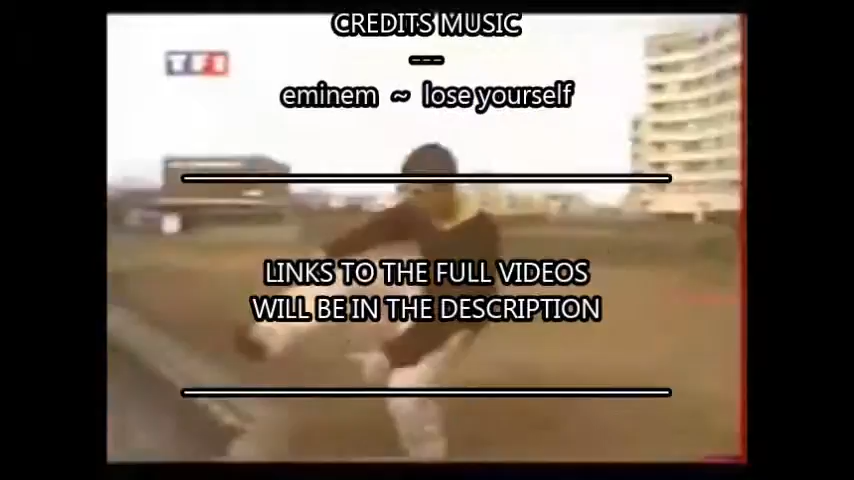 CREDITS MUSIC
---
eminem ~ lose yourself
TF1
LINKS TO THE FULL VIDEOS
WILL BE IN THE DESCRIPTION